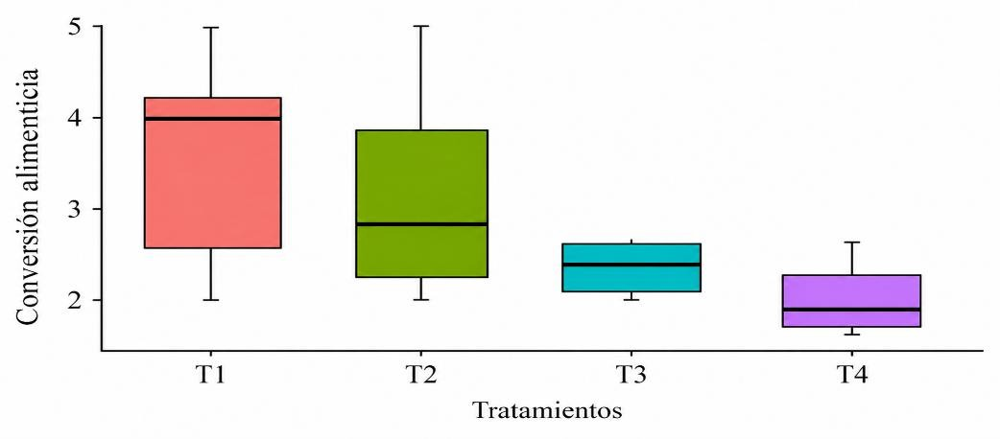 Conversión alimenticia
5
4
3
2
T1 T2 T3 T4
Tratamientos